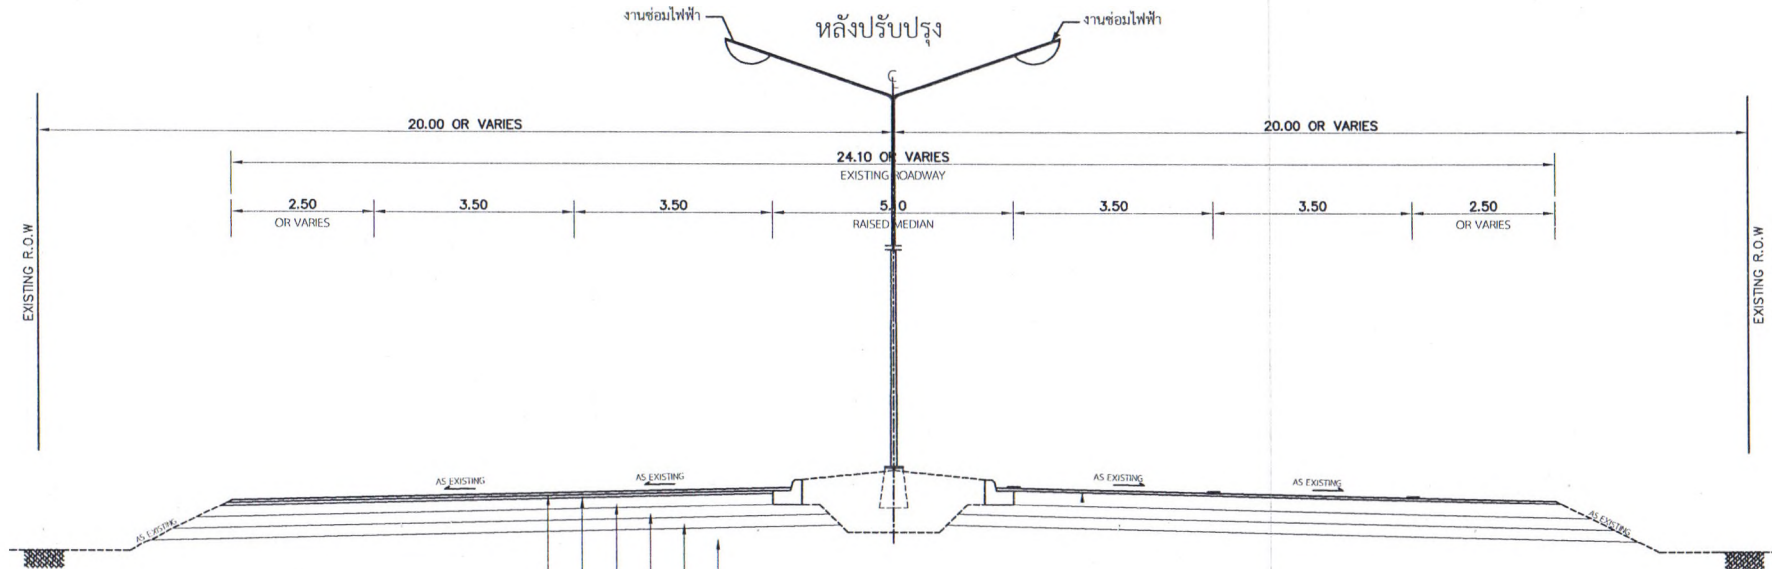 งานซ่อมไฟฟ้า
หลังปรับปรุง
งานซ่อมไฟฟ้า
℄
20.00 OR VARIES
20.00 OR VARIES
24.10 OR VARIES
EXISTING ROADWAY
2.50
3.50
3.50
3.50
3.50
2.50
OR VARIES
RAISED MEDIAN
OR VARIES
EXISTING R.O.W
EXISTING R.O.W
AS EXISTING
AS EXISTING
AS EXISTING
AS EXISTING
AS EXISTING
AS EXISTING